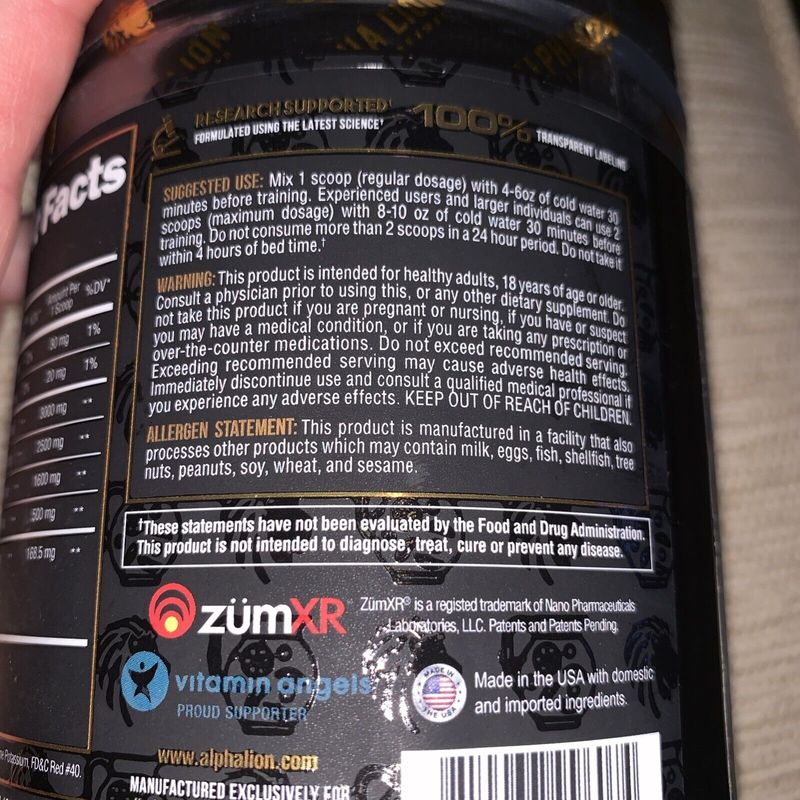 A LION
RESEARCH SUPPORTED†
FORMULATED USING THE LATEST SCIENCE†
100%
TRANSPARENT LABELING
Facts
Amount Per
1 Scoop
%DV*
30 mg 1%
20 mg 1%
3000 mg **
2500 mg **
1600 mg **
500 mg **
168.5 mg **
Potassium, FD&C Red #40.
SUGGESTED USE: Mix 1 scoop (regular dosage) with 4-6oz of cold water 30
minutes before training. Experienced users and larger individuals can use 2
scoops (maximum dosage) with 8-10 oz of cold water 30 minutes before
training. Do not consume more than 2 scoops in a 24 hour period. Do not take it
within 4 hours of bed time.†
WARNING: This product is intended for healthy adults, 18 years of age or older.
Consult a physician prior to using this, or any other dietary supplement. Do
not take this product if you are pregnant or nursing, if you have or suspect
you may have a medical condition, or if you are taking any prescription or
over-the-counter medications. Do not exceed recommended serving.
Exceeding recommended serving may cause adverse health effects.
Immediately discontinue use and consult a qualified medical professional if
you experience any adverse effects. KEEP OUT OF REACH OF CHILDREN.
ALLERGEN STATEMENT: This product is manufactured in a facility that also
processes other products which may contain milk, eggs, fish, shellfish, tree
nuts, peanuts, soy, wheat, and sesame.
†These statements have not been evaluated by the Food and Drug Administration.
This product is not intended to diagnose, treat, cure or prevent any disease.
zümXR
ZümXR® is a registed trademark of Nano Pharmaceuticals
Laboratories, LLC. Patents and Patents Pending.
vitamin angels
PROUD SUPPORTER
MADE IN
THE USA
Made in the USA with domestic
and imported ingredients.
www.alphalion.com
MANUFACTURED EXCLUSIVELY FOR